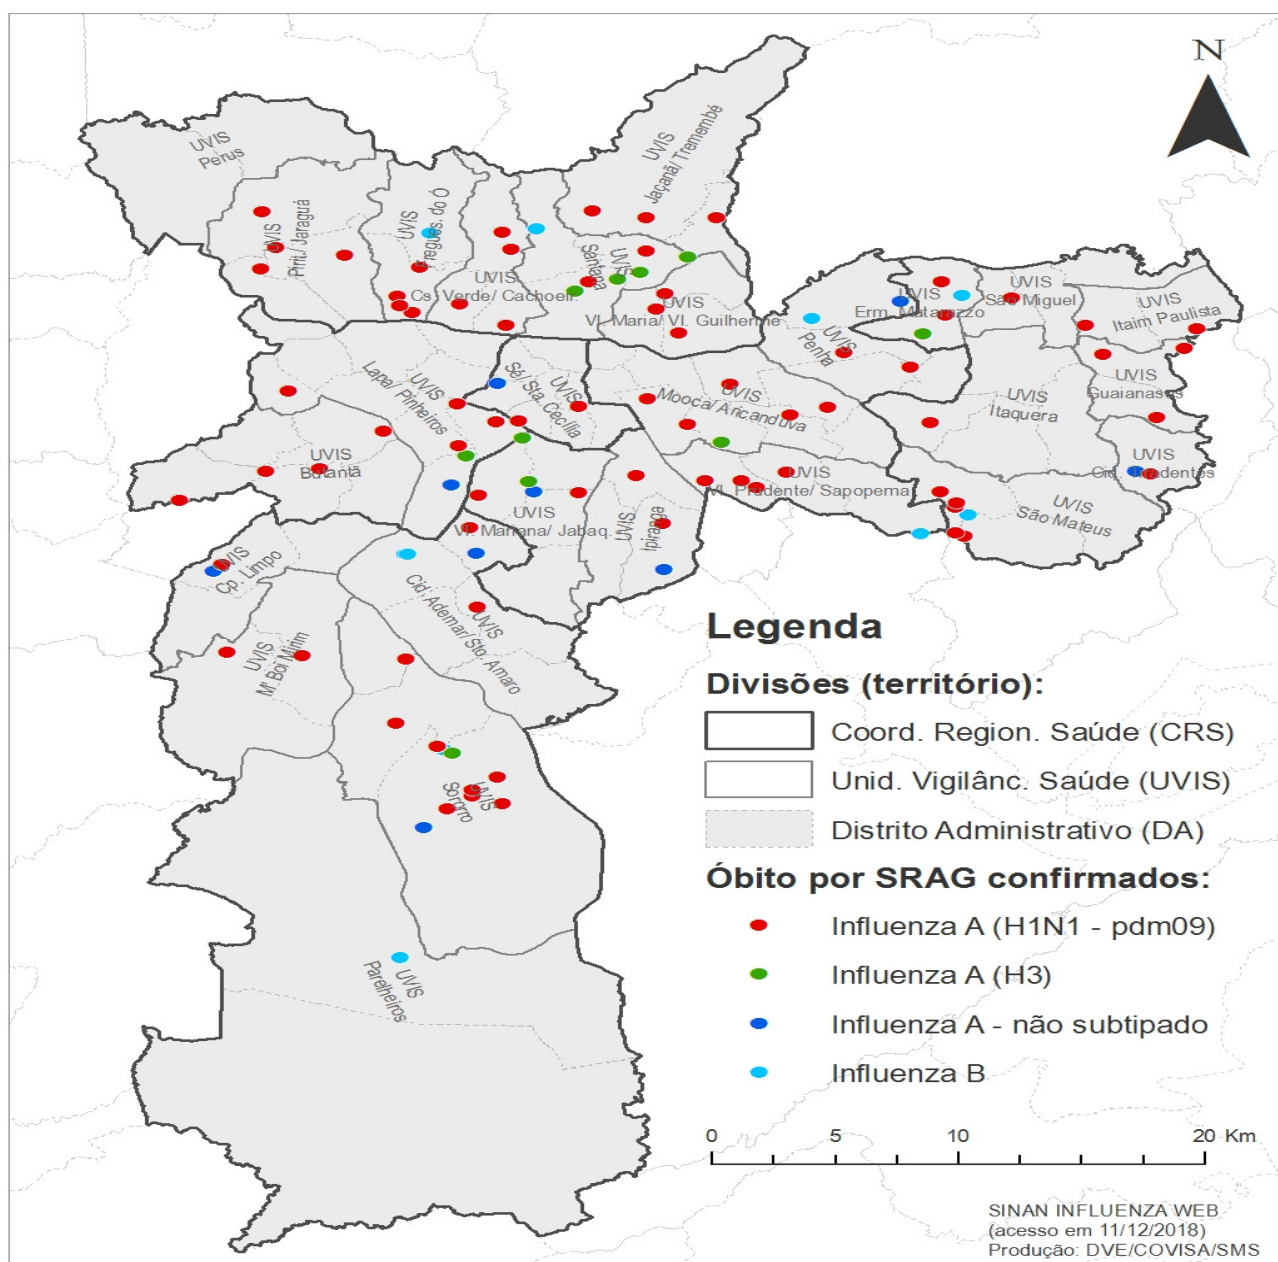 N
UVIS
Perus
UVIS
Jaçanã/ Tremembé
UVIS
Pirit./ Jaraguá
UVIS
Fregues. do Ó
UVIS
Santana
UVIS
Cs. Verde/ Cachoeir.
UVIS
Vl. Maria/ Vl. Guilherme
UVIS
Erm. Matarazzo
UVIS
São Miguel
UVIS
Itaim Paulista
UVIS
Penha
UVIS
Lapa/ Pinheiros
UVIS
Sé/ Sta. Cecília
UVIS
Mooca/ Aricanduva
UVIS
Itaquera
UVIS
Guaianases
UVIS
Butantã
UVIS
Cid. Tiradentes
UVIS
Vl. Prudente/ Sapopema
UVIS
São Mateus
UVIS
Vl. Mariana/ Jabaq.
UVIS
Ipiranga
UVIS
Cp. Limpo
UVIS
Cid. Ademar/ Sto. Amaro
UVIS
M' Boi Mirim
UVIS
UVIS
Parelheiros
Legenda
Divisões (território):
Coord. Region. Saúde (CRS)
Unid. Vigilânc. Saúde (UVIS)
Distrito Administrativo (DA)
Óbito por SRAG confirmados:
Influenza A (H1N1 - pdm09)
Influenza A (H3)
Influenza A - não subtipado
Influenza B
0 5 10 20 Km
SINAN INFLUENZA WEB
(acesso em 11/12/2018)
Produção: DVE/COVISA/SMS